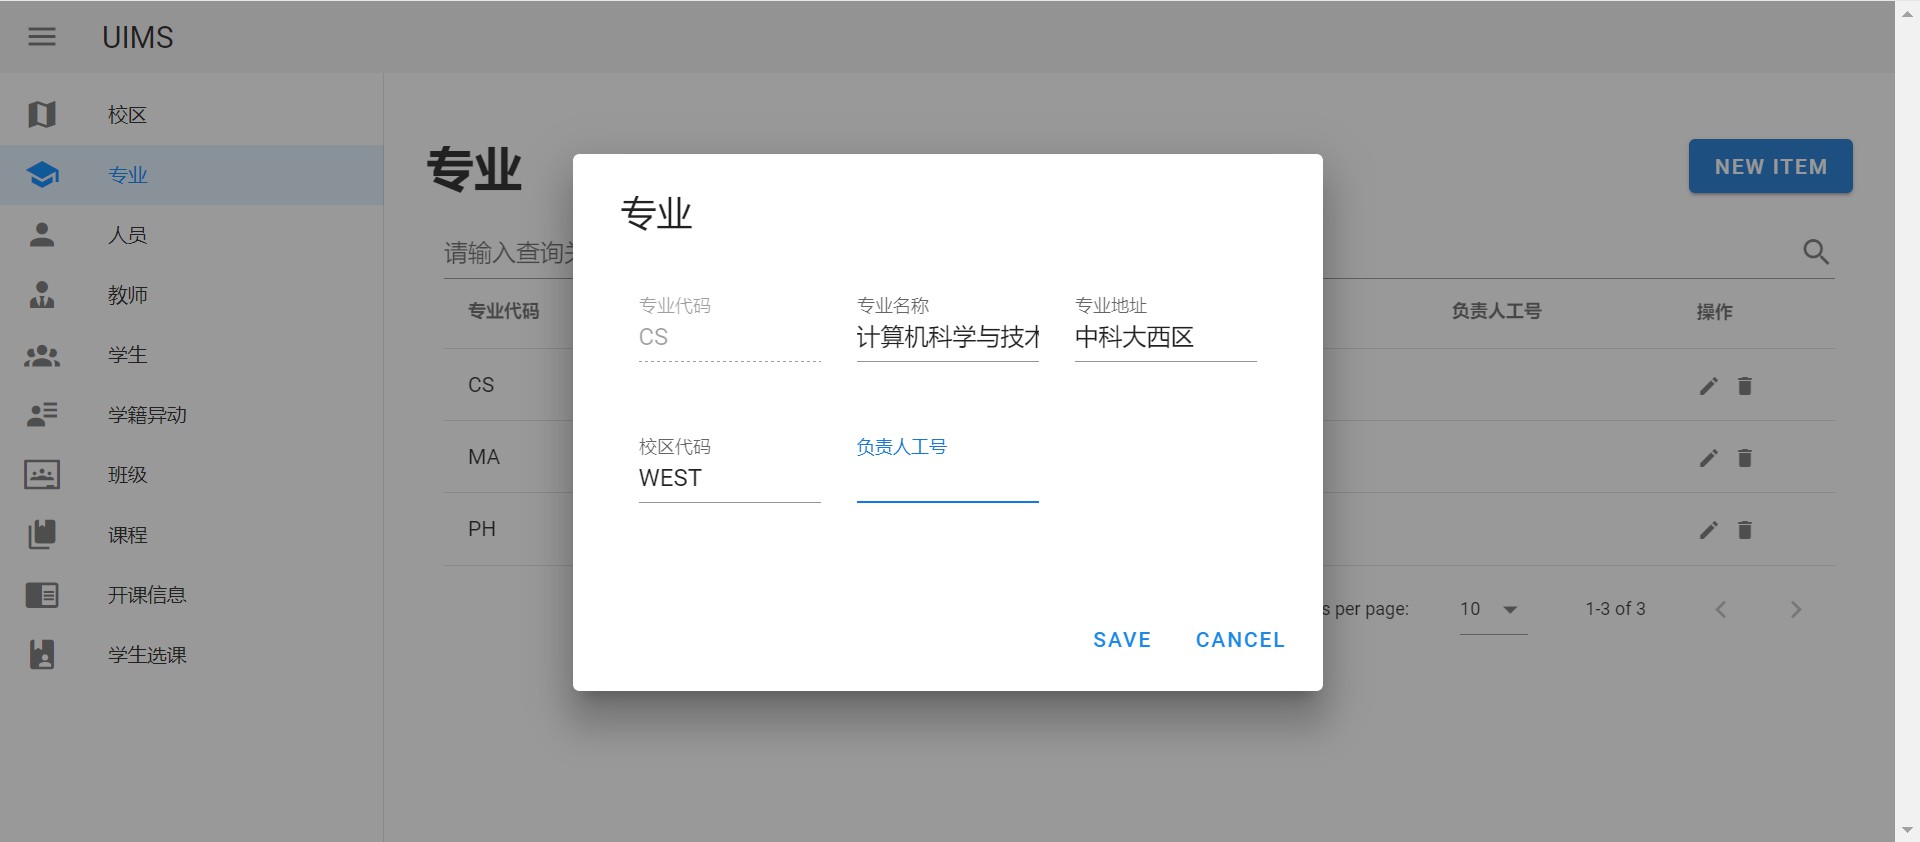 UIMS
校区
专业
人员
教师
学生
学籍异动
班级
课程
开课信息
学生选课
专业
NEW ITEM
请输入查询
专业代码
负责人工号
操作
CS
MA
PH
per page:
10
1-3 of 3
专业
专业代码
CS
专业名称
计算机科学与技术
专业地址
中科大西区
校区代码
WEST
负责人工号
SAVE
CANCEL